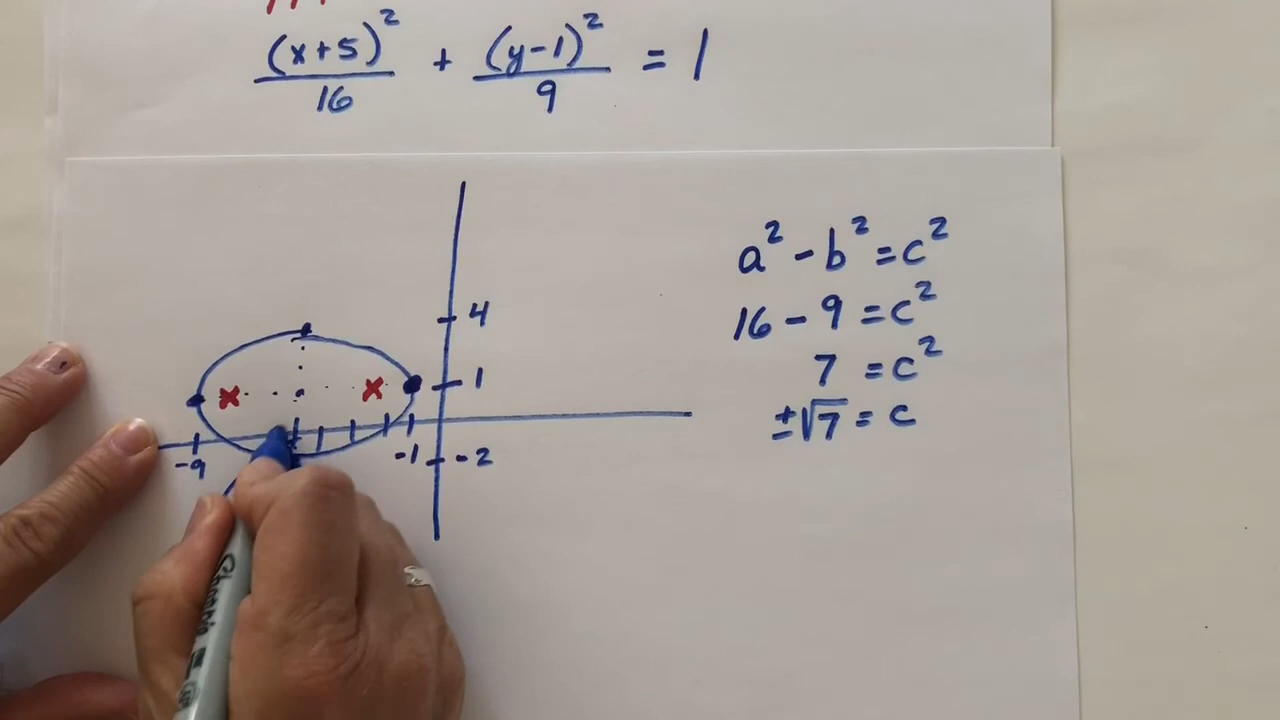 (x+5)² / 16 + (y-1)² / 9 = 1
a² - b² = c²
16 - 9 = c²
7 = c²
±√7 = c
4
1
-9
-1
-2
Sharpie